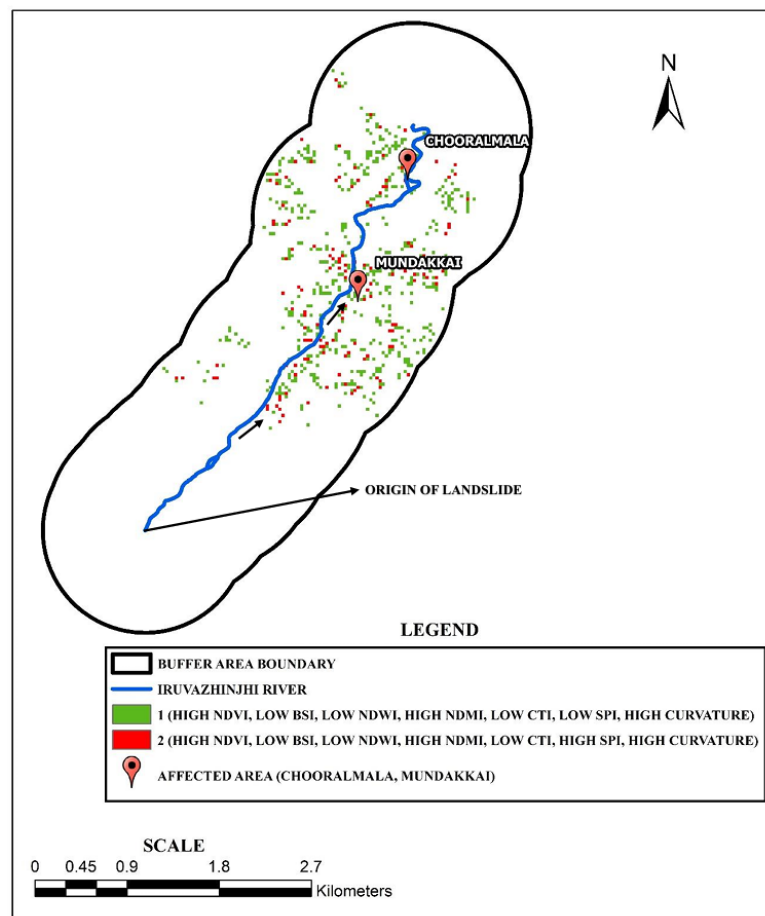 N
CHOORALMALA
MUNDAKKAI
ORIGIN OF LANDSLIDE
LEGEND
BUFFER AREA BOUNDARY
IRUVAZHINJHI RIVER
1 (HIGH NDVI, LOW BSI, LOW NDWI, HIGH NDMI, LOW CTI, LOW SPI, HIGH CURVATURE)
2 (HIGH NDVI, LOW BSI, LOW NDWI, HIGH NDMI, LOW CTI, HIGH SPI, HIGH CURVATURE)
AFFECTED AREA (CHOORALMALA, MUNDAKKAI)
SCALE
0 0.45 0.9 1.8 2.7
Kilometers